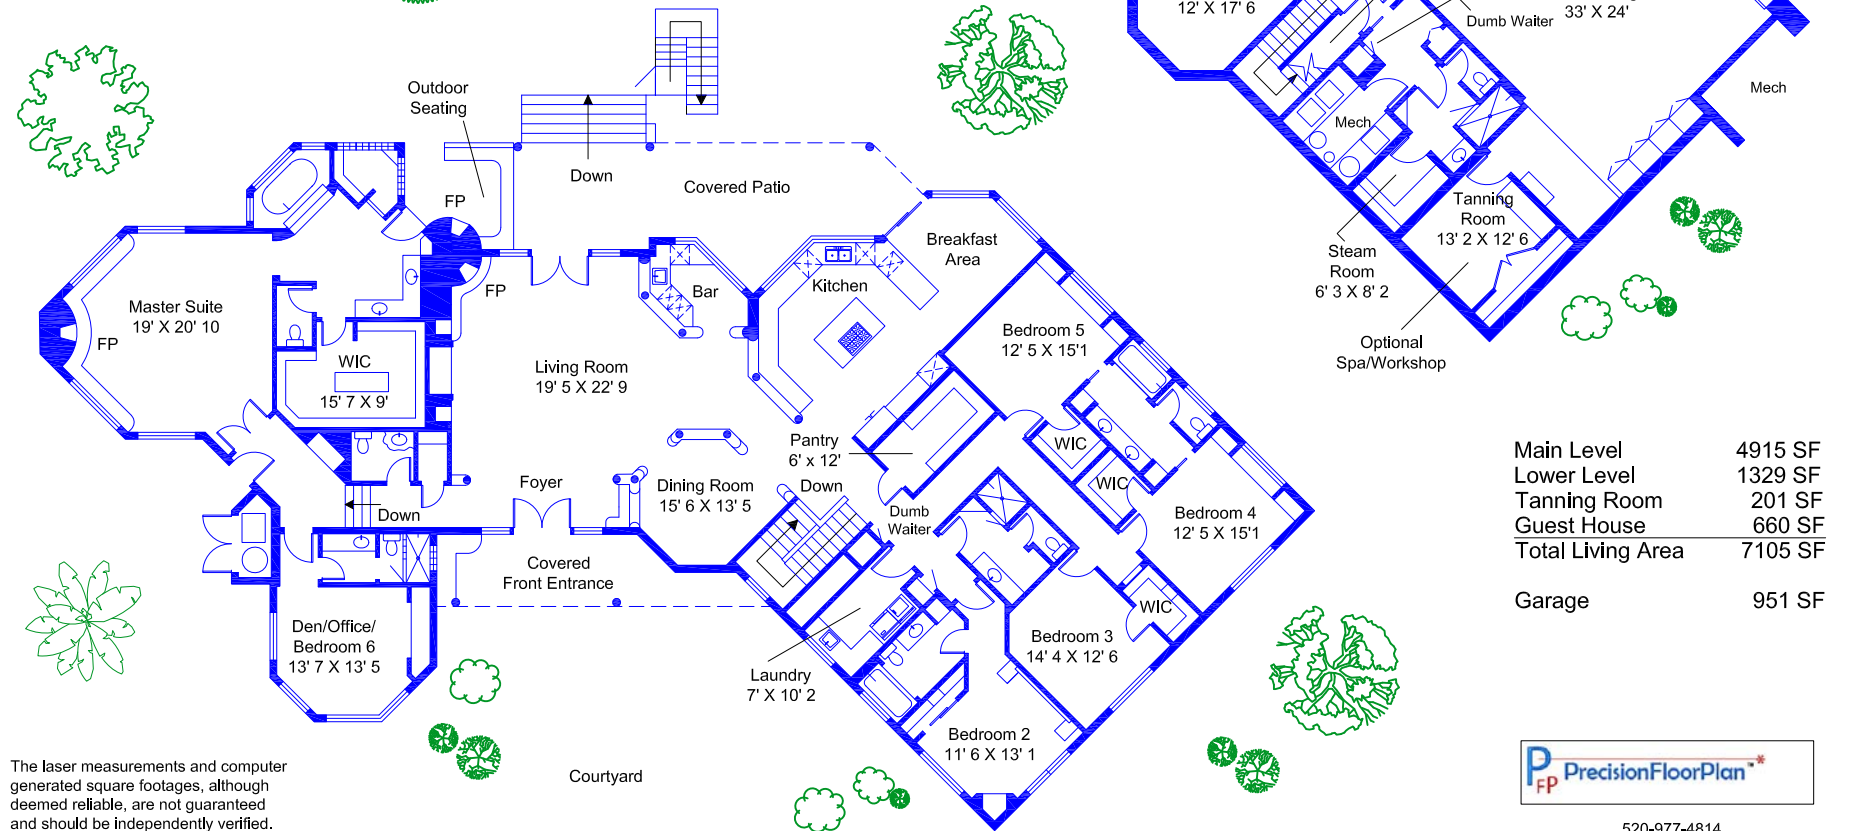 12' X 17' 6
33' X 24'
Dumb Waiter
Mech
Mech
Outdoor
Seating
Down
Covered Patio
FP
Breakfast
Area
Tanning
Room
13' 2 X 12' 6
Steam
Room
6' 3 X 8' 2
Optional
Spa/Workshop
Master Suite
19' X 20' 10
FP
FP
Bar
Kitchen
Bedroom 5
12' 5 X 15'1
WIC
15' 7 X 9'
Living Room
19' 5 X 22' 9
Pantry
6' x 12'
WIC
WIC
Foyer
Dining Room
15' 6 X 13' 5
Down
Down
Dumb
Waiter
Bedroom 4
12' 5 X 15'1
Covered
Front Entrance
WIC
Den/Office/
Bedroom 6
13' 7 X 13' 5
Bedroom 3
14' 4 X 12' 6
Laundry
7' X 10' 2
Bedroom 2
11' 6 X 13' 1
Courtyard
Main Level 4915 SF
Lower Level 1329 SF
Tanning Room 201 SF
Guest House 660 SF
Total Living Area 7105 SF
Garage 951 SF
The laser measurements and computer
generated square footages, although
deemed reliable, are not guaranteed
and should be independently verified.
PFP PrecisionFloorPlan™*
520-977-4814